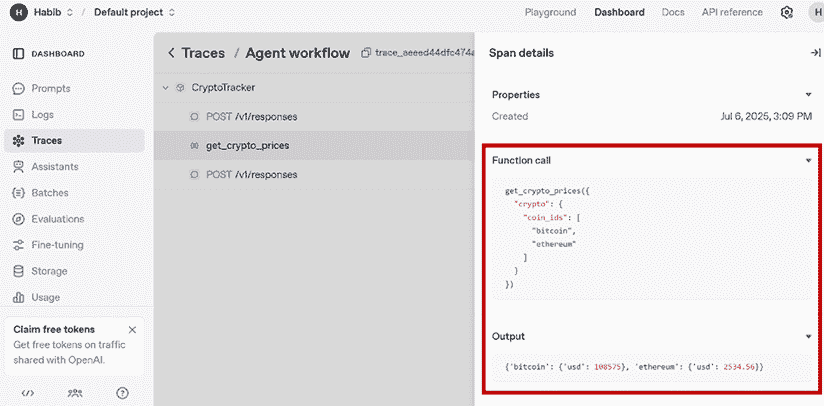 H Habib / Default project
Playground Dashboard Docs API reference H
DASHBOARD
Prompts
Logs
Traces
Assistants
Batches
Evaluations
Fine-tuning
Storage
Usage
Claim free tokens
Get free tokens on traffic
shared with OpenAI.
Traces / Agent workflow
CryptoTracker
POST /v1/responses
get_crypto_prices
POST /v1/responses
Span details
Properties
Created Jul 6, 2025, 3:09 PM
Function call
get_crypto_prices({
"crypto": {
"coin_ids": [
"bitcoin",
"ethereum"
]
}
})
Output
{'bitcoin': {'usd': 108575}, 'ethereum': {'usd': 2534.56}}